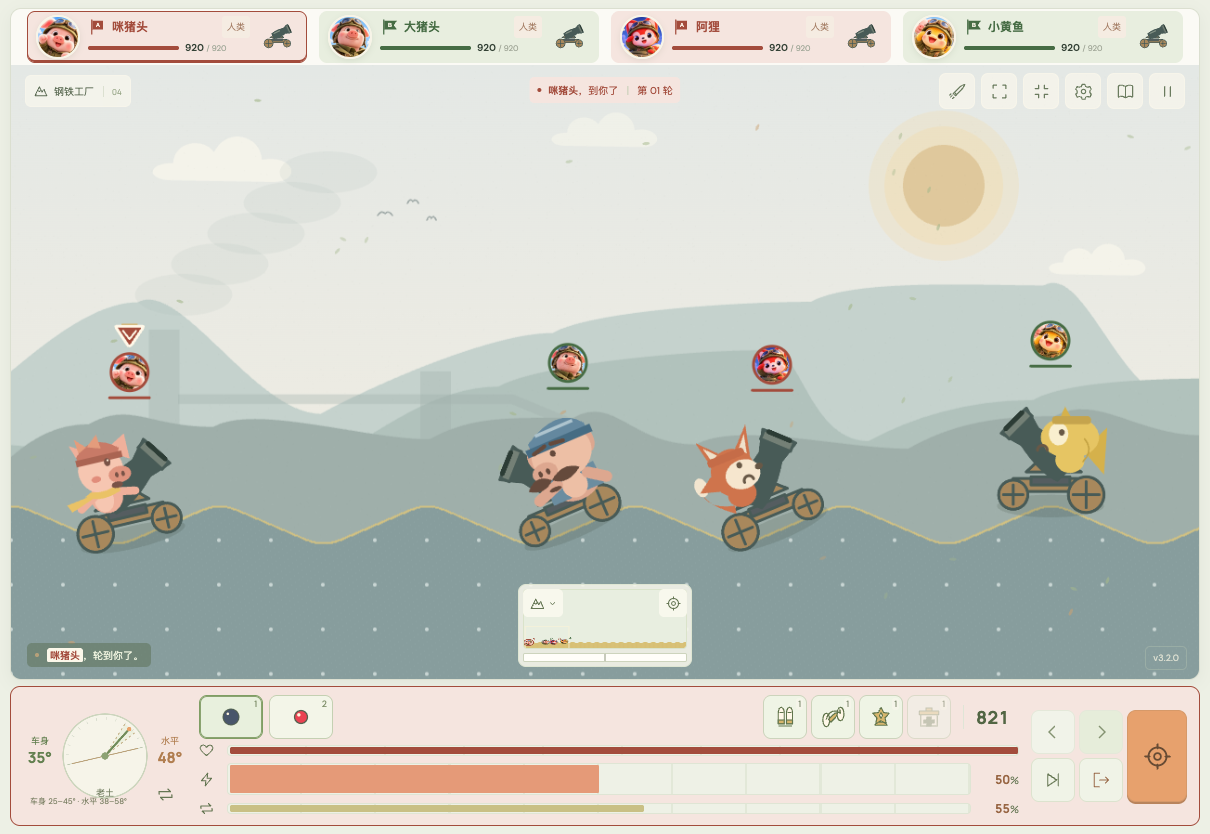 咪猪头 人类
920 / 920
大猪头 人类
920 / 920
阿狸 人类
920 / 920
小黄鱼 人类
920 / 920
钢铁工厂 04
咪猪头，到你了 第 01 轮
咪猪头，轮到你了。
v3.2.0
车身
35°
水平
48°
老土
车身 25–45° · 水平 38–58°
1
2
1
1
1
1
821
50%
55%